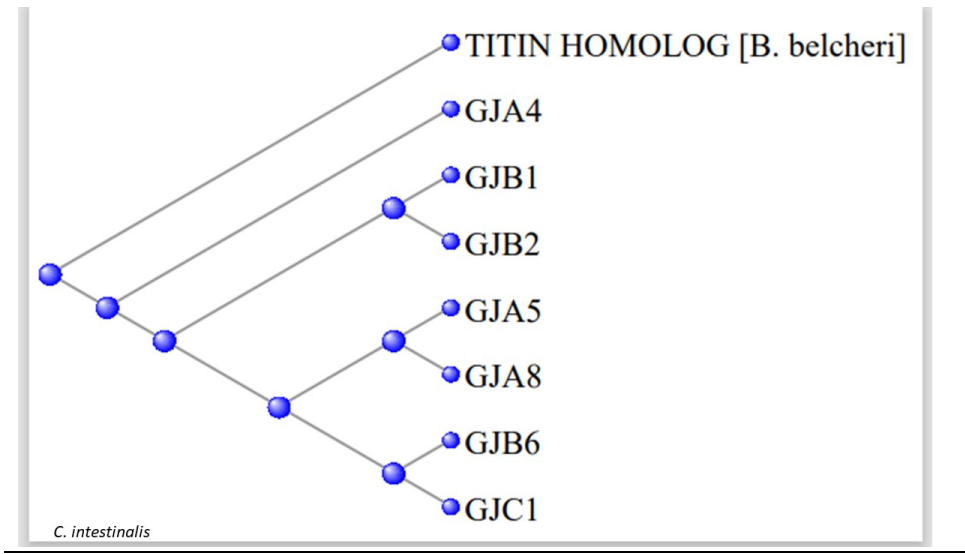 TITIN HOMOLOG [B. belcheri]
GJA4
GJB1
GJB2
GJA5
GJA8
GJB6
GJC1
C. intestinalis